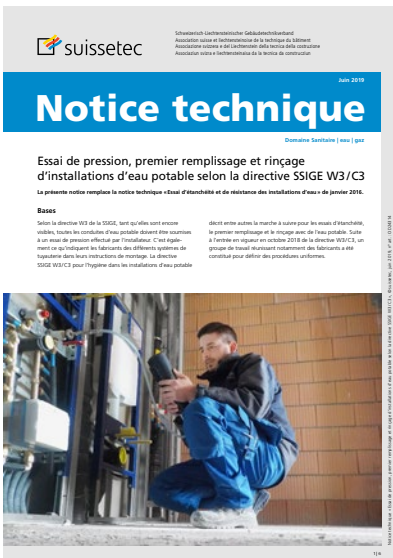 suissetec
Schweizerisch-Liechtensteinischer Gebäudetechnikverband
Association suisse et liechtensteinoise de la technique du bâtiment
Associazione svizzera e del Liechtenstein della tecnica della costruzione
Associaziun svizra e liechtensteinaisa da la tecnica da construcziun
Juin 2019
Notice technique
Domaine Sanitaire | eau | gaz
Essai de pression, premier remplissage et rinçage
d’installations d’eau potable selon la directive SSIGE W3/C3
La présente notice remplace la notice technique «Essai d’étanchéité et de résistance des installations d’eau» de janvier 2016.
Bases
Selon la directive W3 de la SSIGE, tant qu’elles sont encore
visibles, toutes les conduites d’eau potable doivent être soumises
à un essai de pression effectué par l’installateur. C’est égale-
ment ce qu’indiquent les fabricants des différents systèmes de
tuyauterie dans leurs instructions de montage. La directive
SSIGE W3/C3 pour l’hygiène dans les installations d’eau potable
décrit entre autres la marche à suivre pour les essais d’étanchéité,
le premier remplissage et le rinçage avec de l’eau potable. Suite
à l’entrée en vigueur en octobre 2018 de la directive W3/C3, un
groupe de travail réunissant notamment des fabricants a été
constitué pour définir des procédures uniformes.
1 | 6